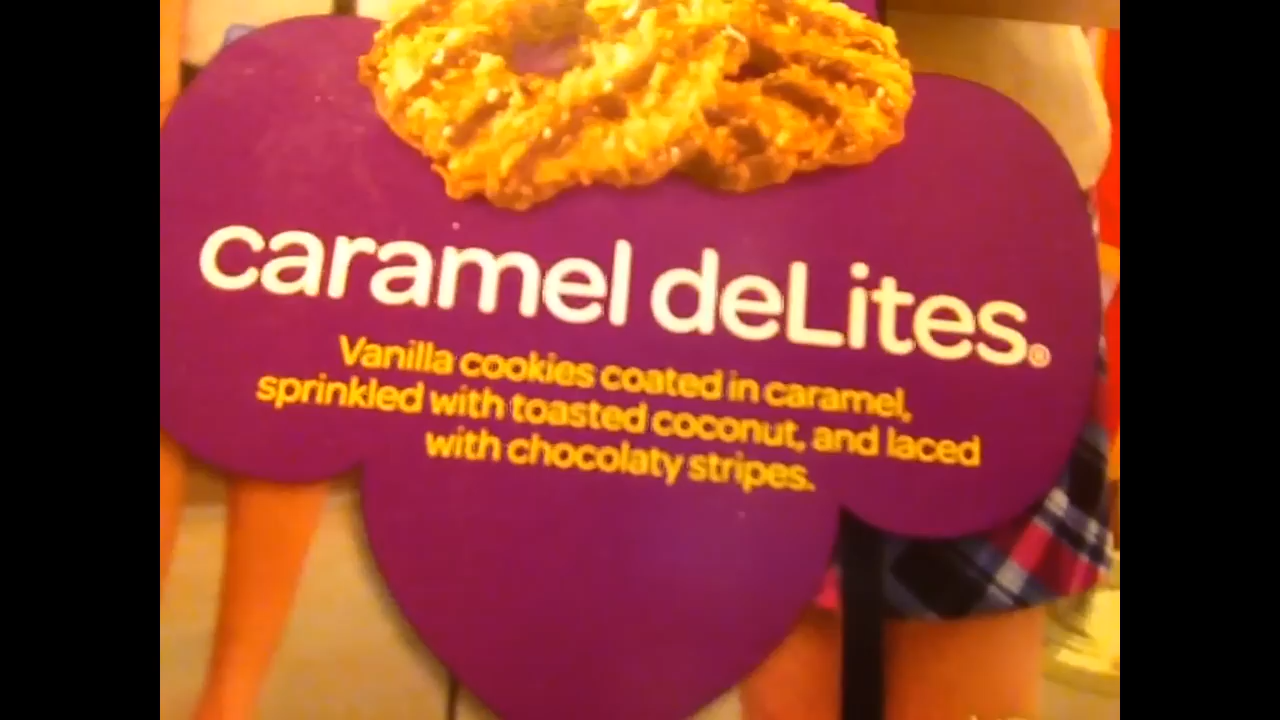 caramel deLites®
Vanilla cookies coated in caramel,
sprinkled with toasted coconut, and laced
with chocolaty stripes.